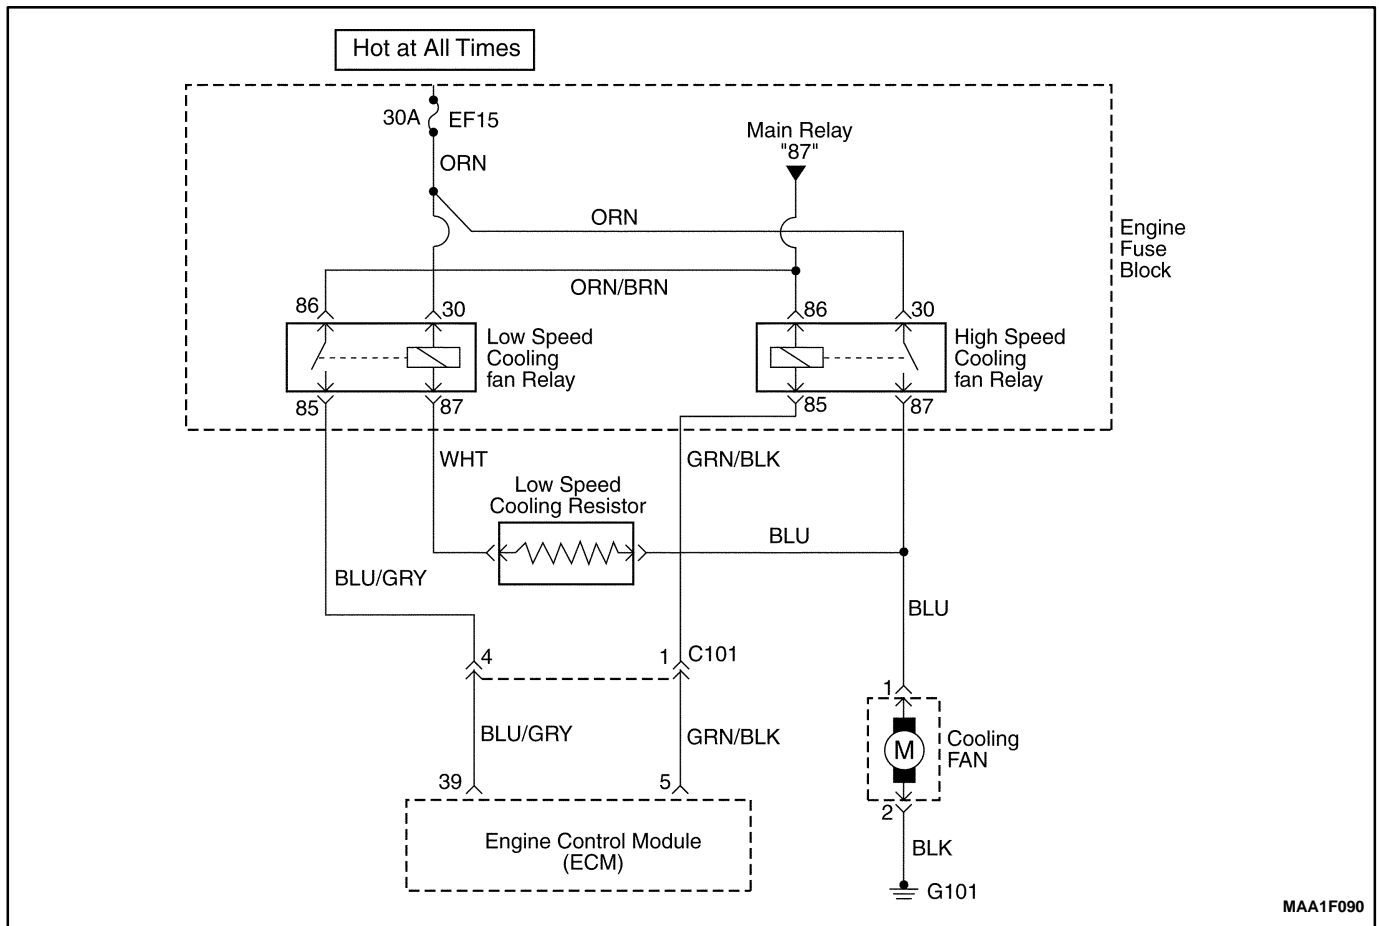 Hot at All Times
30A
EF15
ORN
Main Relay
"87"
ORN
Engine
Fuse
Block
ORN/BRN
86
30
86
30
Low Speed
Cooling
fan Relay
High Speed
Cooling
fan Relay
85
87
85
87
WHT
GRN/BLK
Low Speed
Cooling Resistor
BLU
BLU/GRY
BLU
4
1
C101
1
BLU/GRY
GRN/BLK
M
Cooling
FAN
39
5
2
Engine Control Module
(ECM)
BLK
G101
MAA1F090